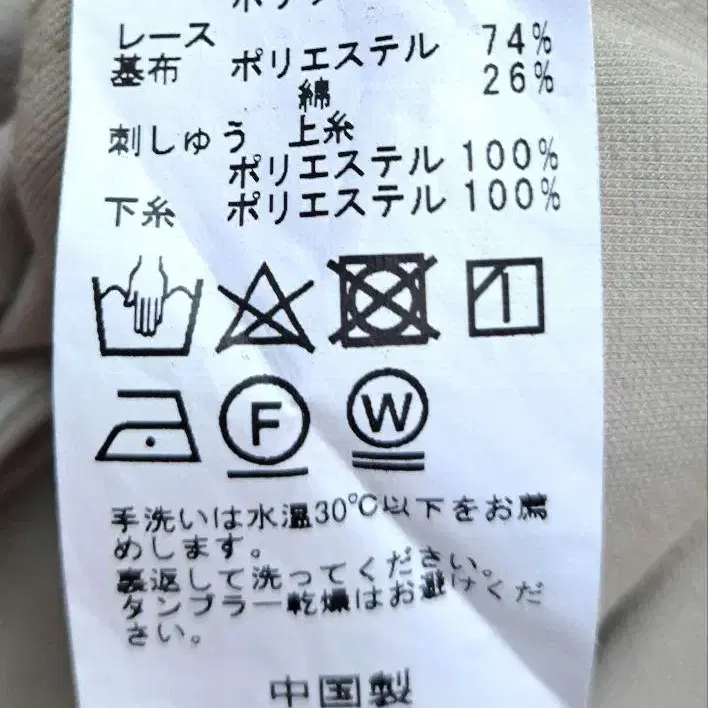 レース
基布 ポリエステル 74%
綿 26%
刺しゅう 上糸
ポリエステル 100%
下糸 ポリエステル 100%
F W
手洗いは水温30℃以下をお薦
めします。
裏返して洗ってください。
タンブラー乾燥はお避けくだ
さい。
中国製